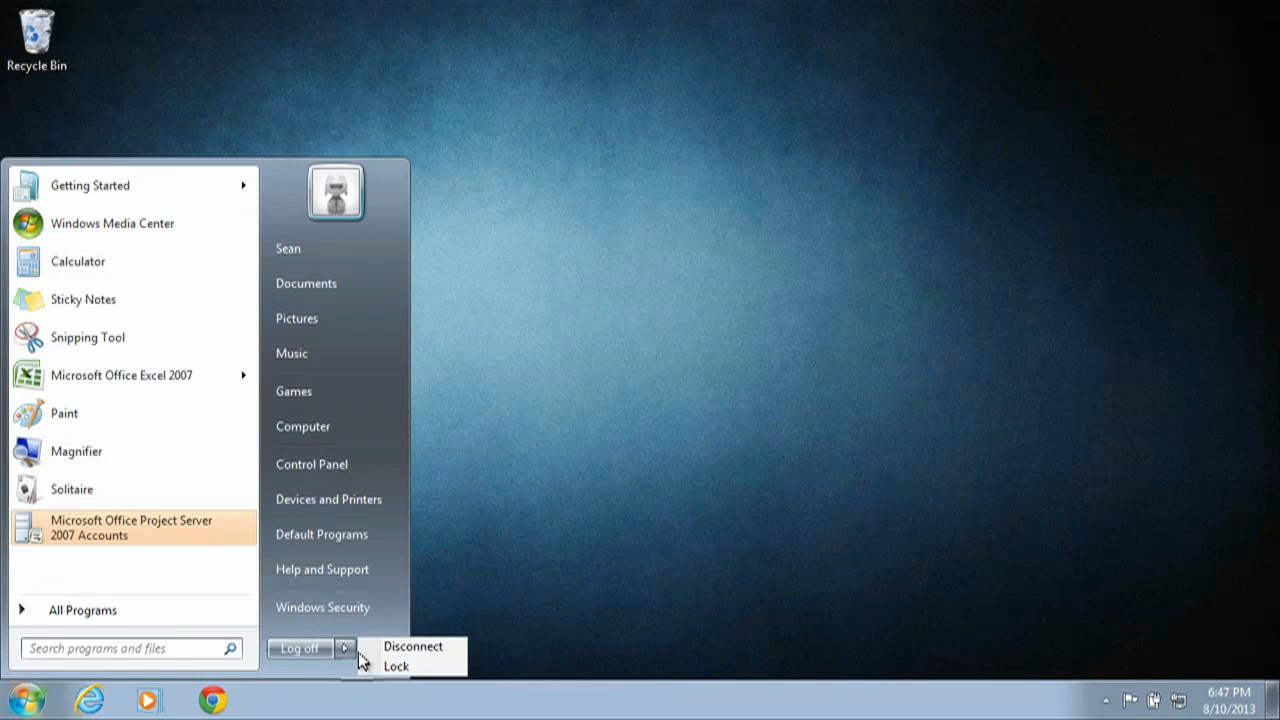 Recycle Bin
Getting Started
Windows Media Center
Calculator
Sticky Notes
Snipping Tool
Microsoft Office Excel 2007
Paint
Magnifier
Solitaire
Microsoft Office Project Server
2007 Accounts
All Programs
Search programs and files
Sean
Documents
Pictures
Music
Games
Computer
Control Panel
Devices and Printers
Default Programs
Help and Support
Windows Security
Log off
Disconnect
Lock
6:47 PM
8/10/2013